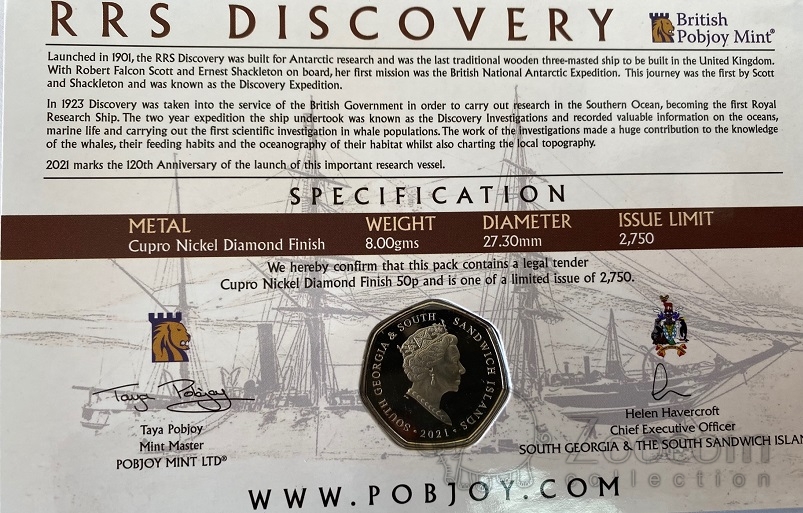 RRS DISCOVERY
British
Pobjoy Mint®
Launched in 1901, the RRS Discovery was built for Antarctic research and was the last traditional wooden three-masted ship to be built in the United Kingdom.
With Robert Falcon Scott and Ernest Shackleton on board, her first mission was the British National Antarctic Expedition. This journey was the first by Scott
and Shackleton and was known as the Discovery Expedition.
In 1923 Discovery was taken into the service of the British Government in order to carry out research in the Southern Ocean, becoming the first Royal
Research Ship. The two year expedition the ship undertook was known as the Discovery Investigations and recorded valuable information on the oceans,
marine life and carrying out the first scientific investigation in whale populations. The work of the investigations made a huge contribution to the knowledge
of the whales, their feeding habits and the oceanography of their habitat whilst also charting the local topography.
2021 marks the 120th Anniversary of the launch of this important research vessel.
SPECIFICATION
METAL WEIGHT DIAMETER ISSUE LIMIT
Cupro Nickel Diamond Finish 8.00gms 27.30mm 2,750
We hereby confirm that this pack contains a legal tender
Cupro Nickel Diamond Finish 50p and is one of a limited issue of 2,750.
SOUTH GEORGIA & SOUTH SANDWICH ISLANDS
• 2021 •
Taya Pobjoy
Taya Pobjoy
Mint Master
POBJOY MINT LTD®
Helen Havercroft
Chief Executive Officer
SOUTH GEORGIA & THE SOUTH SANDWICH ISLAN
collection
WWW.POBJOY.COM